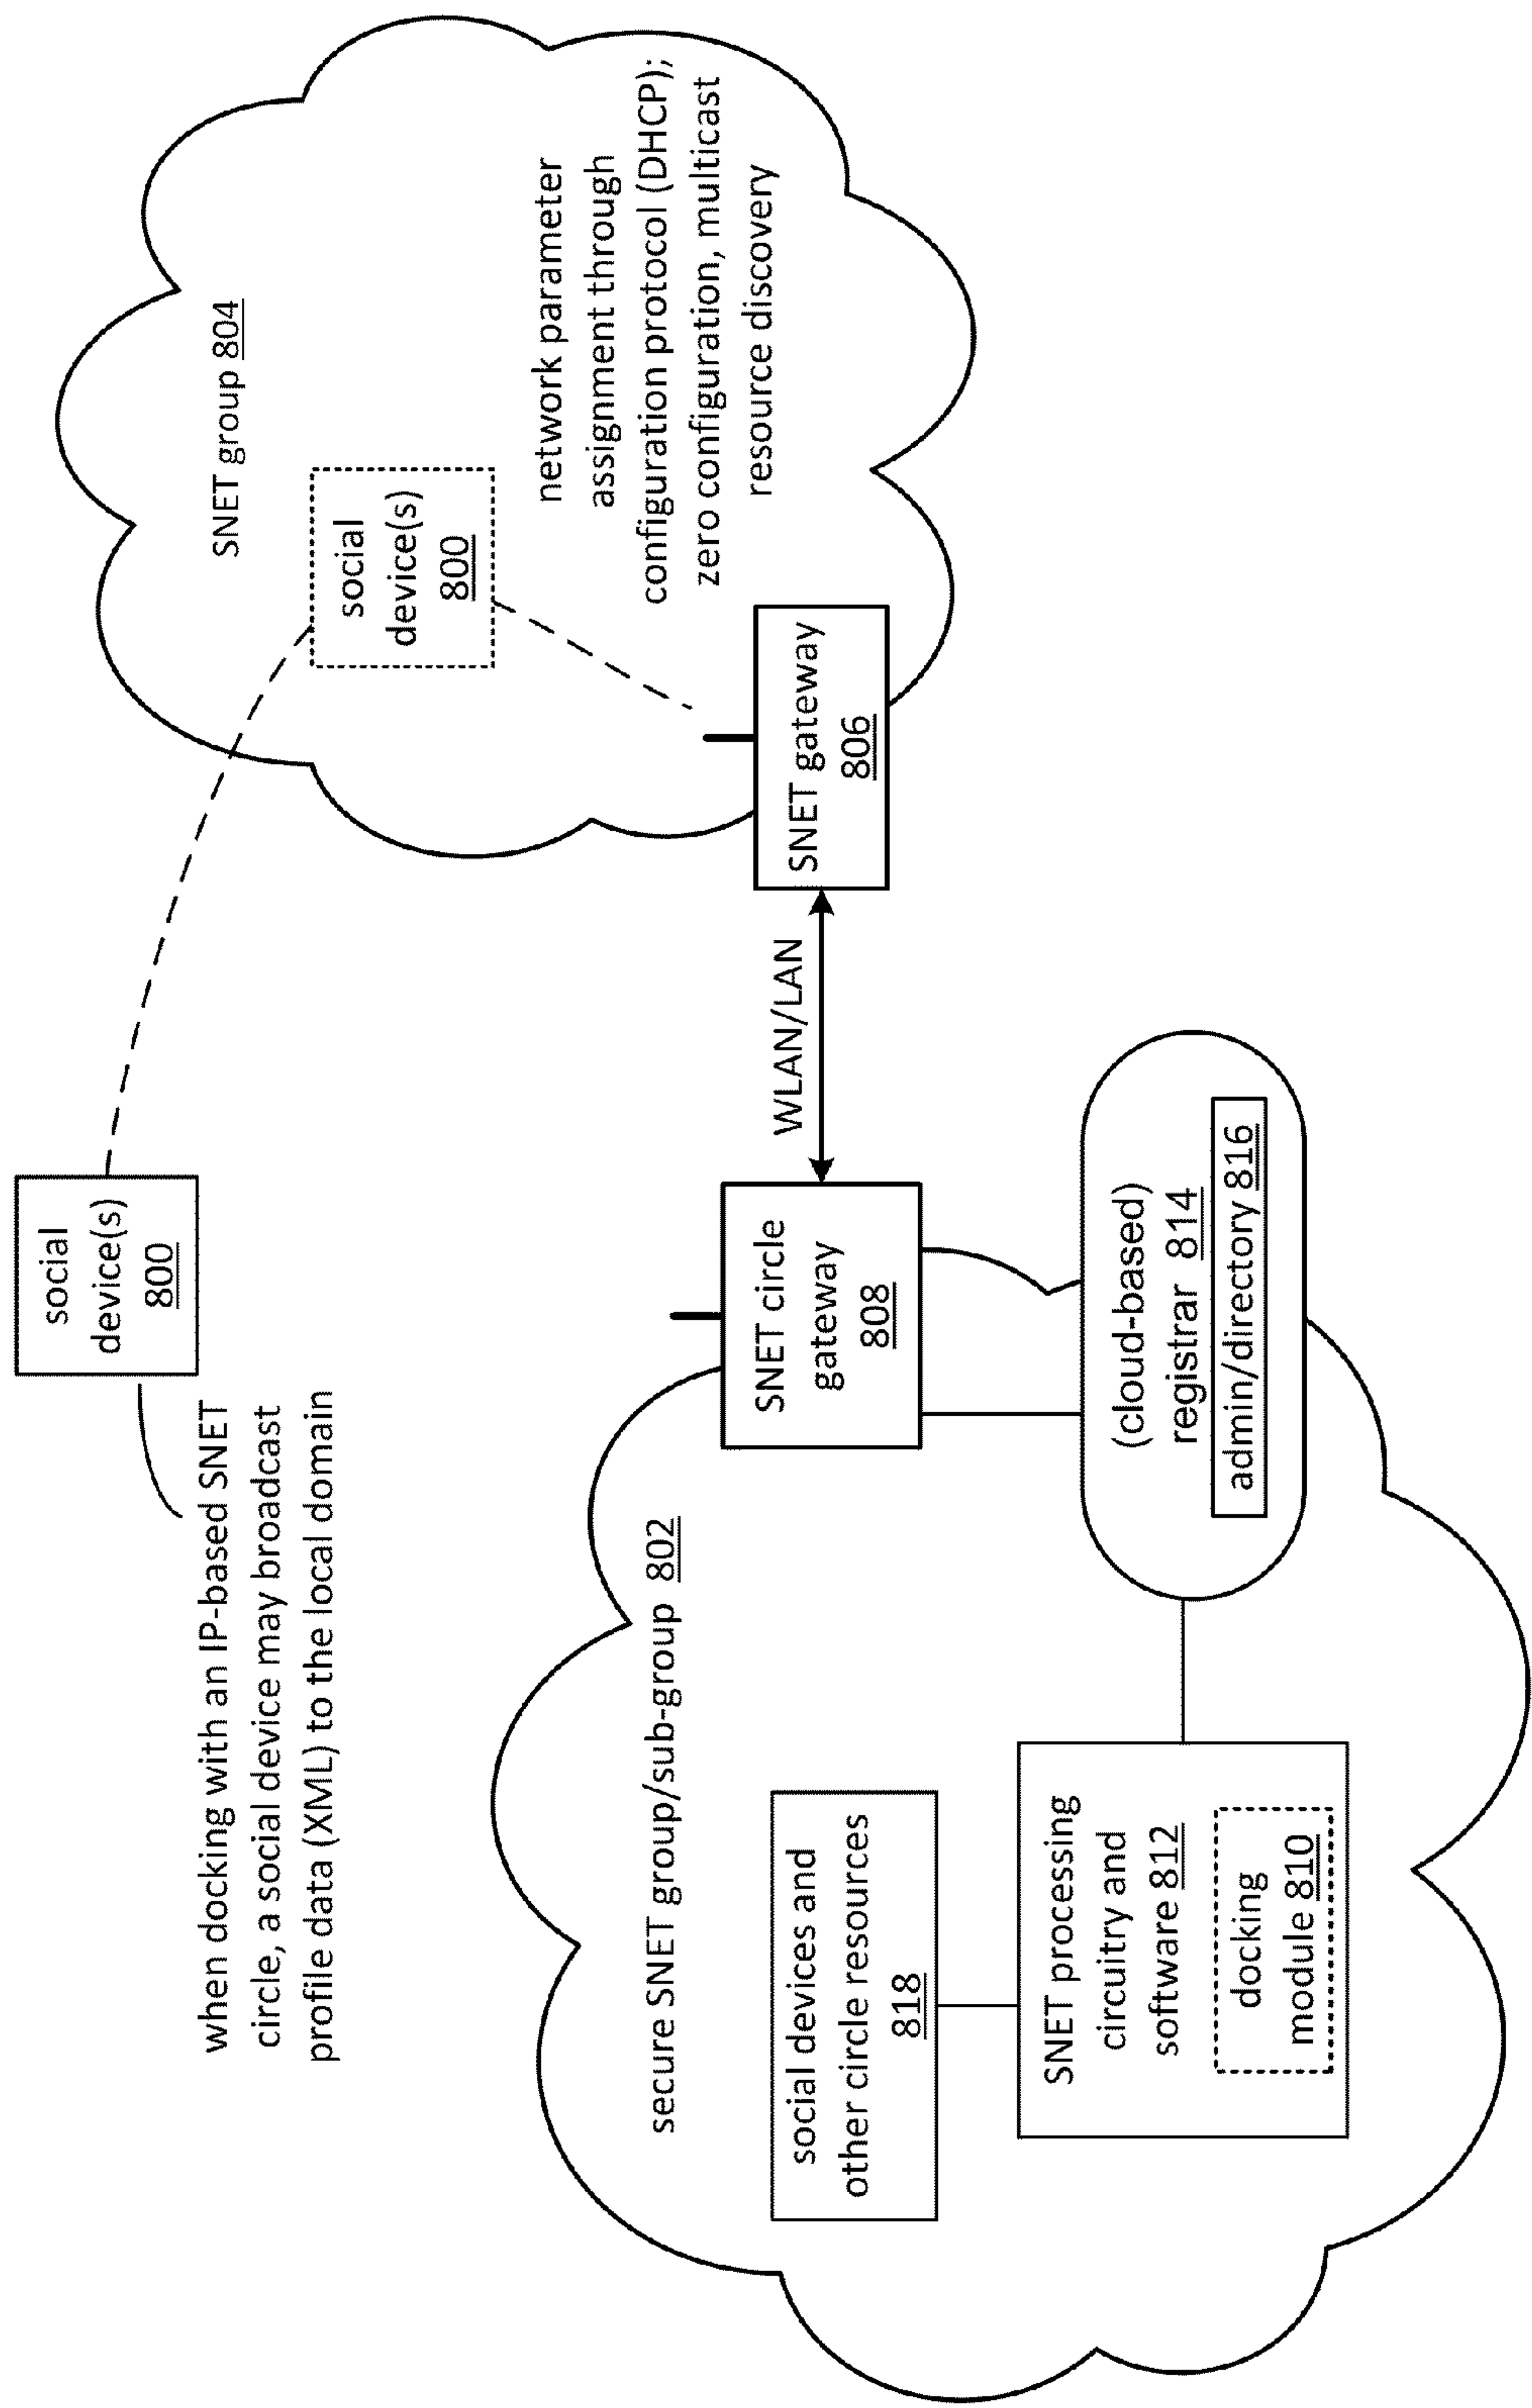 social
device(s)
800
when docking with an IP-based SNET
circle, a social device may broadcast
profile data (XML) to the local domain
SNET group 804
social
device(s)
800
network parameter
assignment through
configuration protocol (DHCP);
zero configuration, multicast
resource discovery
secure SNET group/sub-group 802
SNET circle
gateway
808
WLAN/LAN
SNET gateway
806
social devices and
other circle resources
818
SNET processing
circuitry and
software 812
docking
module 810
(cloud-based)
registrar 814
admin/directory 816